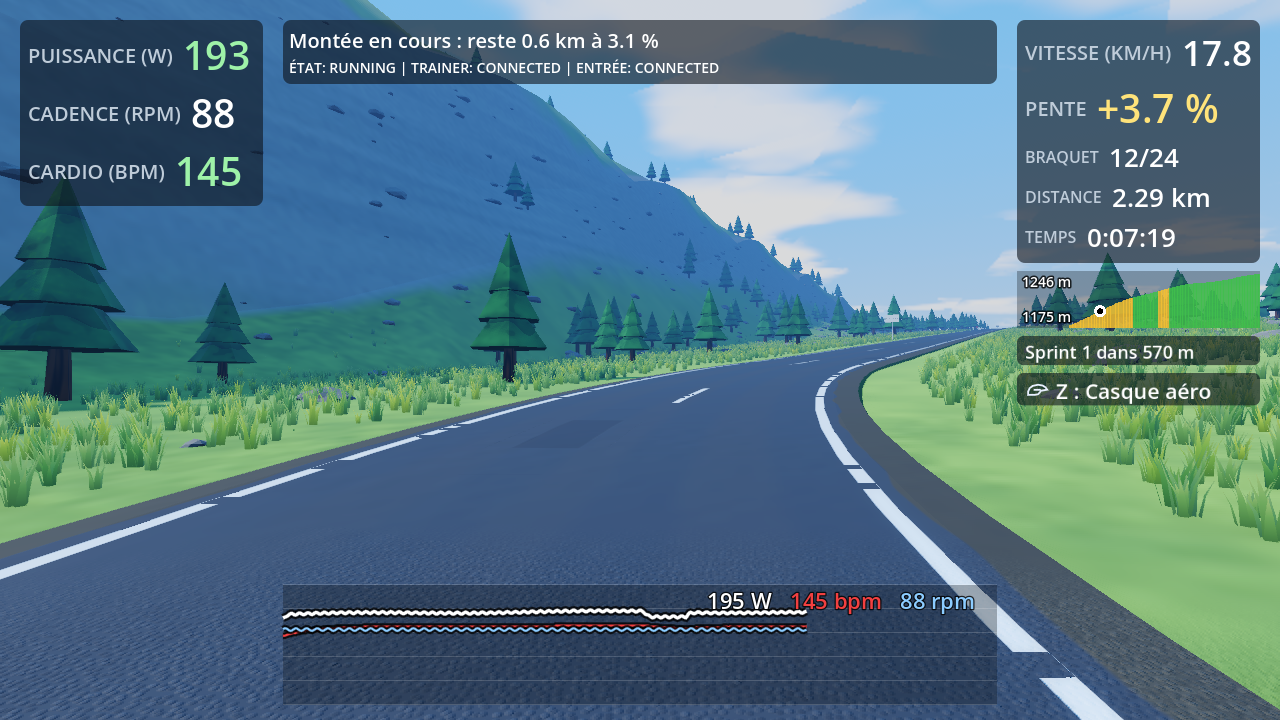 PUISSANCE (W) 193
CADENCE (RPM) 88
CARDIO (BPM) 145
Montée en cours : reste 0.6 km à 3.1 %
ÉTAT: RUNNING | TRAINER: CONNECTED | ENTRÉE: CONNECTED
VITESSE (KM/H) 17.8
PENTE +3.7 %
BRAQUET 12/24
DISTANCE 2.29 km
TEMPS 0:07:19
1246 m
1175 m
Sprint 1 dans 570 m
Z : Casque aéro
195 W 145 bpm 88 rpm